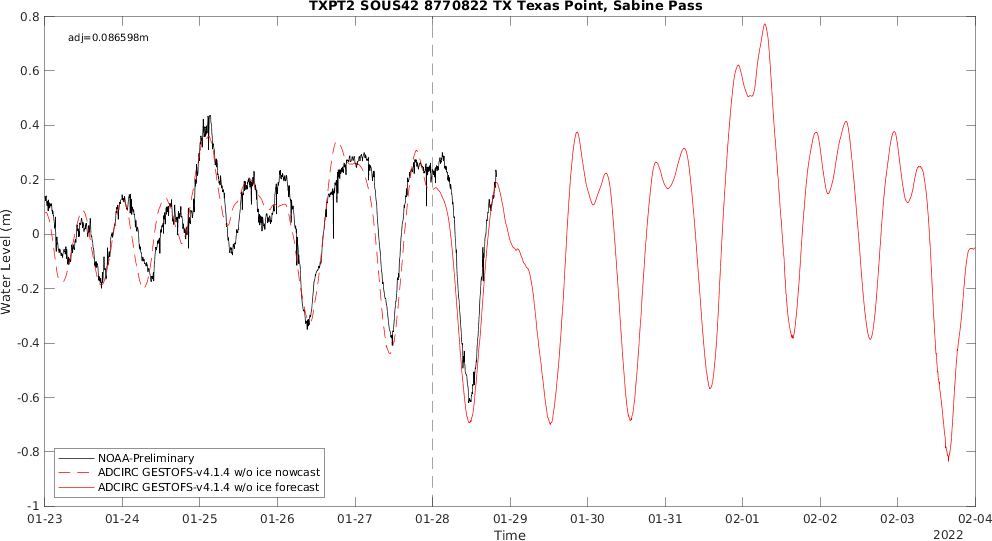 TXPT2 SOUS42 8770822 TX Texas Point, Sabine Pass
adj=0.086598m
Water Level (m)
0.8
0.6
0.4
0.2
0
-0.2
-0.4
-0.6
-0.8
-1
NOAA-Preliminary
ADCIRC GESTOFS-v4.1.4 w/o ice nowcast
ADCIRC GESTOFS-v4.1.4 w/o ice forecast
01-23 01-24 01-25 01-26 01-27 01-28 01-29 01-30 01-31 02-01 02-02 02-03 02-04
Time
2022